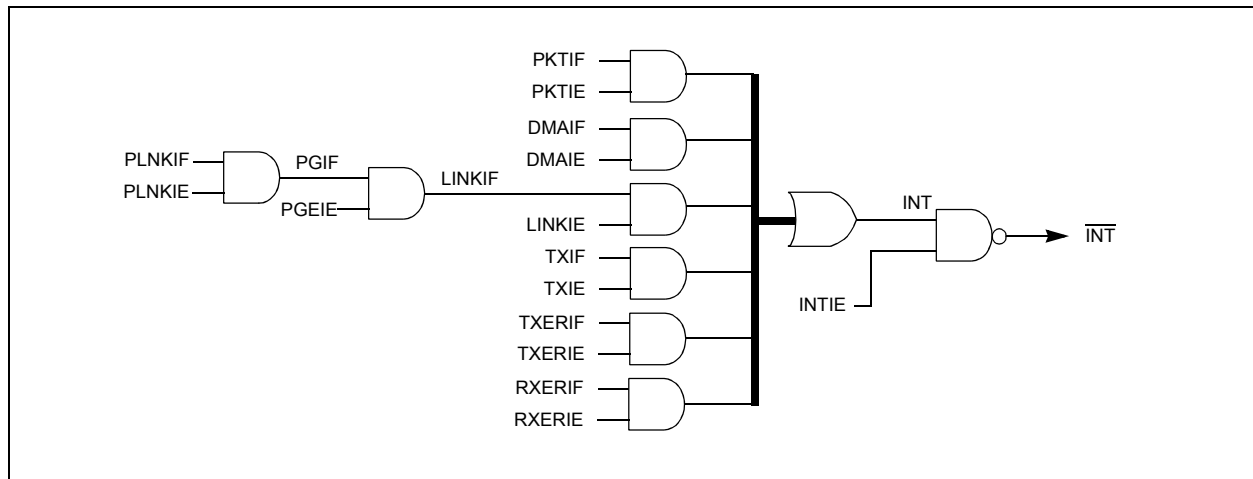 PKTIF
PKTIE
DMAIF
DMAIE
PLNKIF
PLNKIE
PGIF
PGEIE
LINKIF
LINKIE
TXIF
TXIE
TXERIF
TXERIE
RXERIF
RXERIE
INT
INTIE
INT